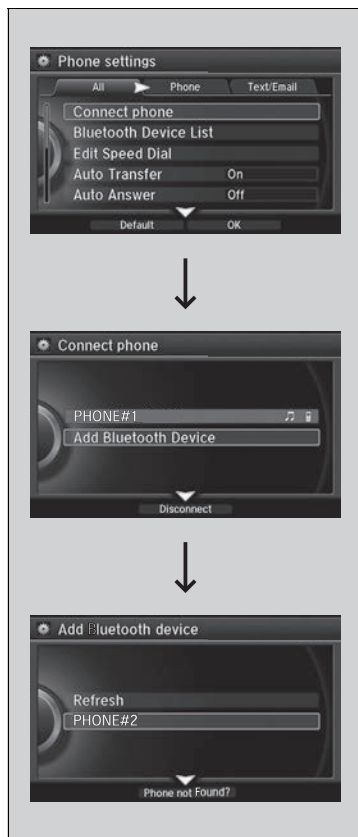 Phone settings
All Phone Text/Email
Connect phone
Bluetooth Device List
Edit Speed Dial
Auto Transfer On
Auto Answer Off
Default OK
Connect phone
PHONE#1
Add Bluetooth Device
Disconnect
Add Bluetooth device
Refresh
PHONE#2
Phone not Found?